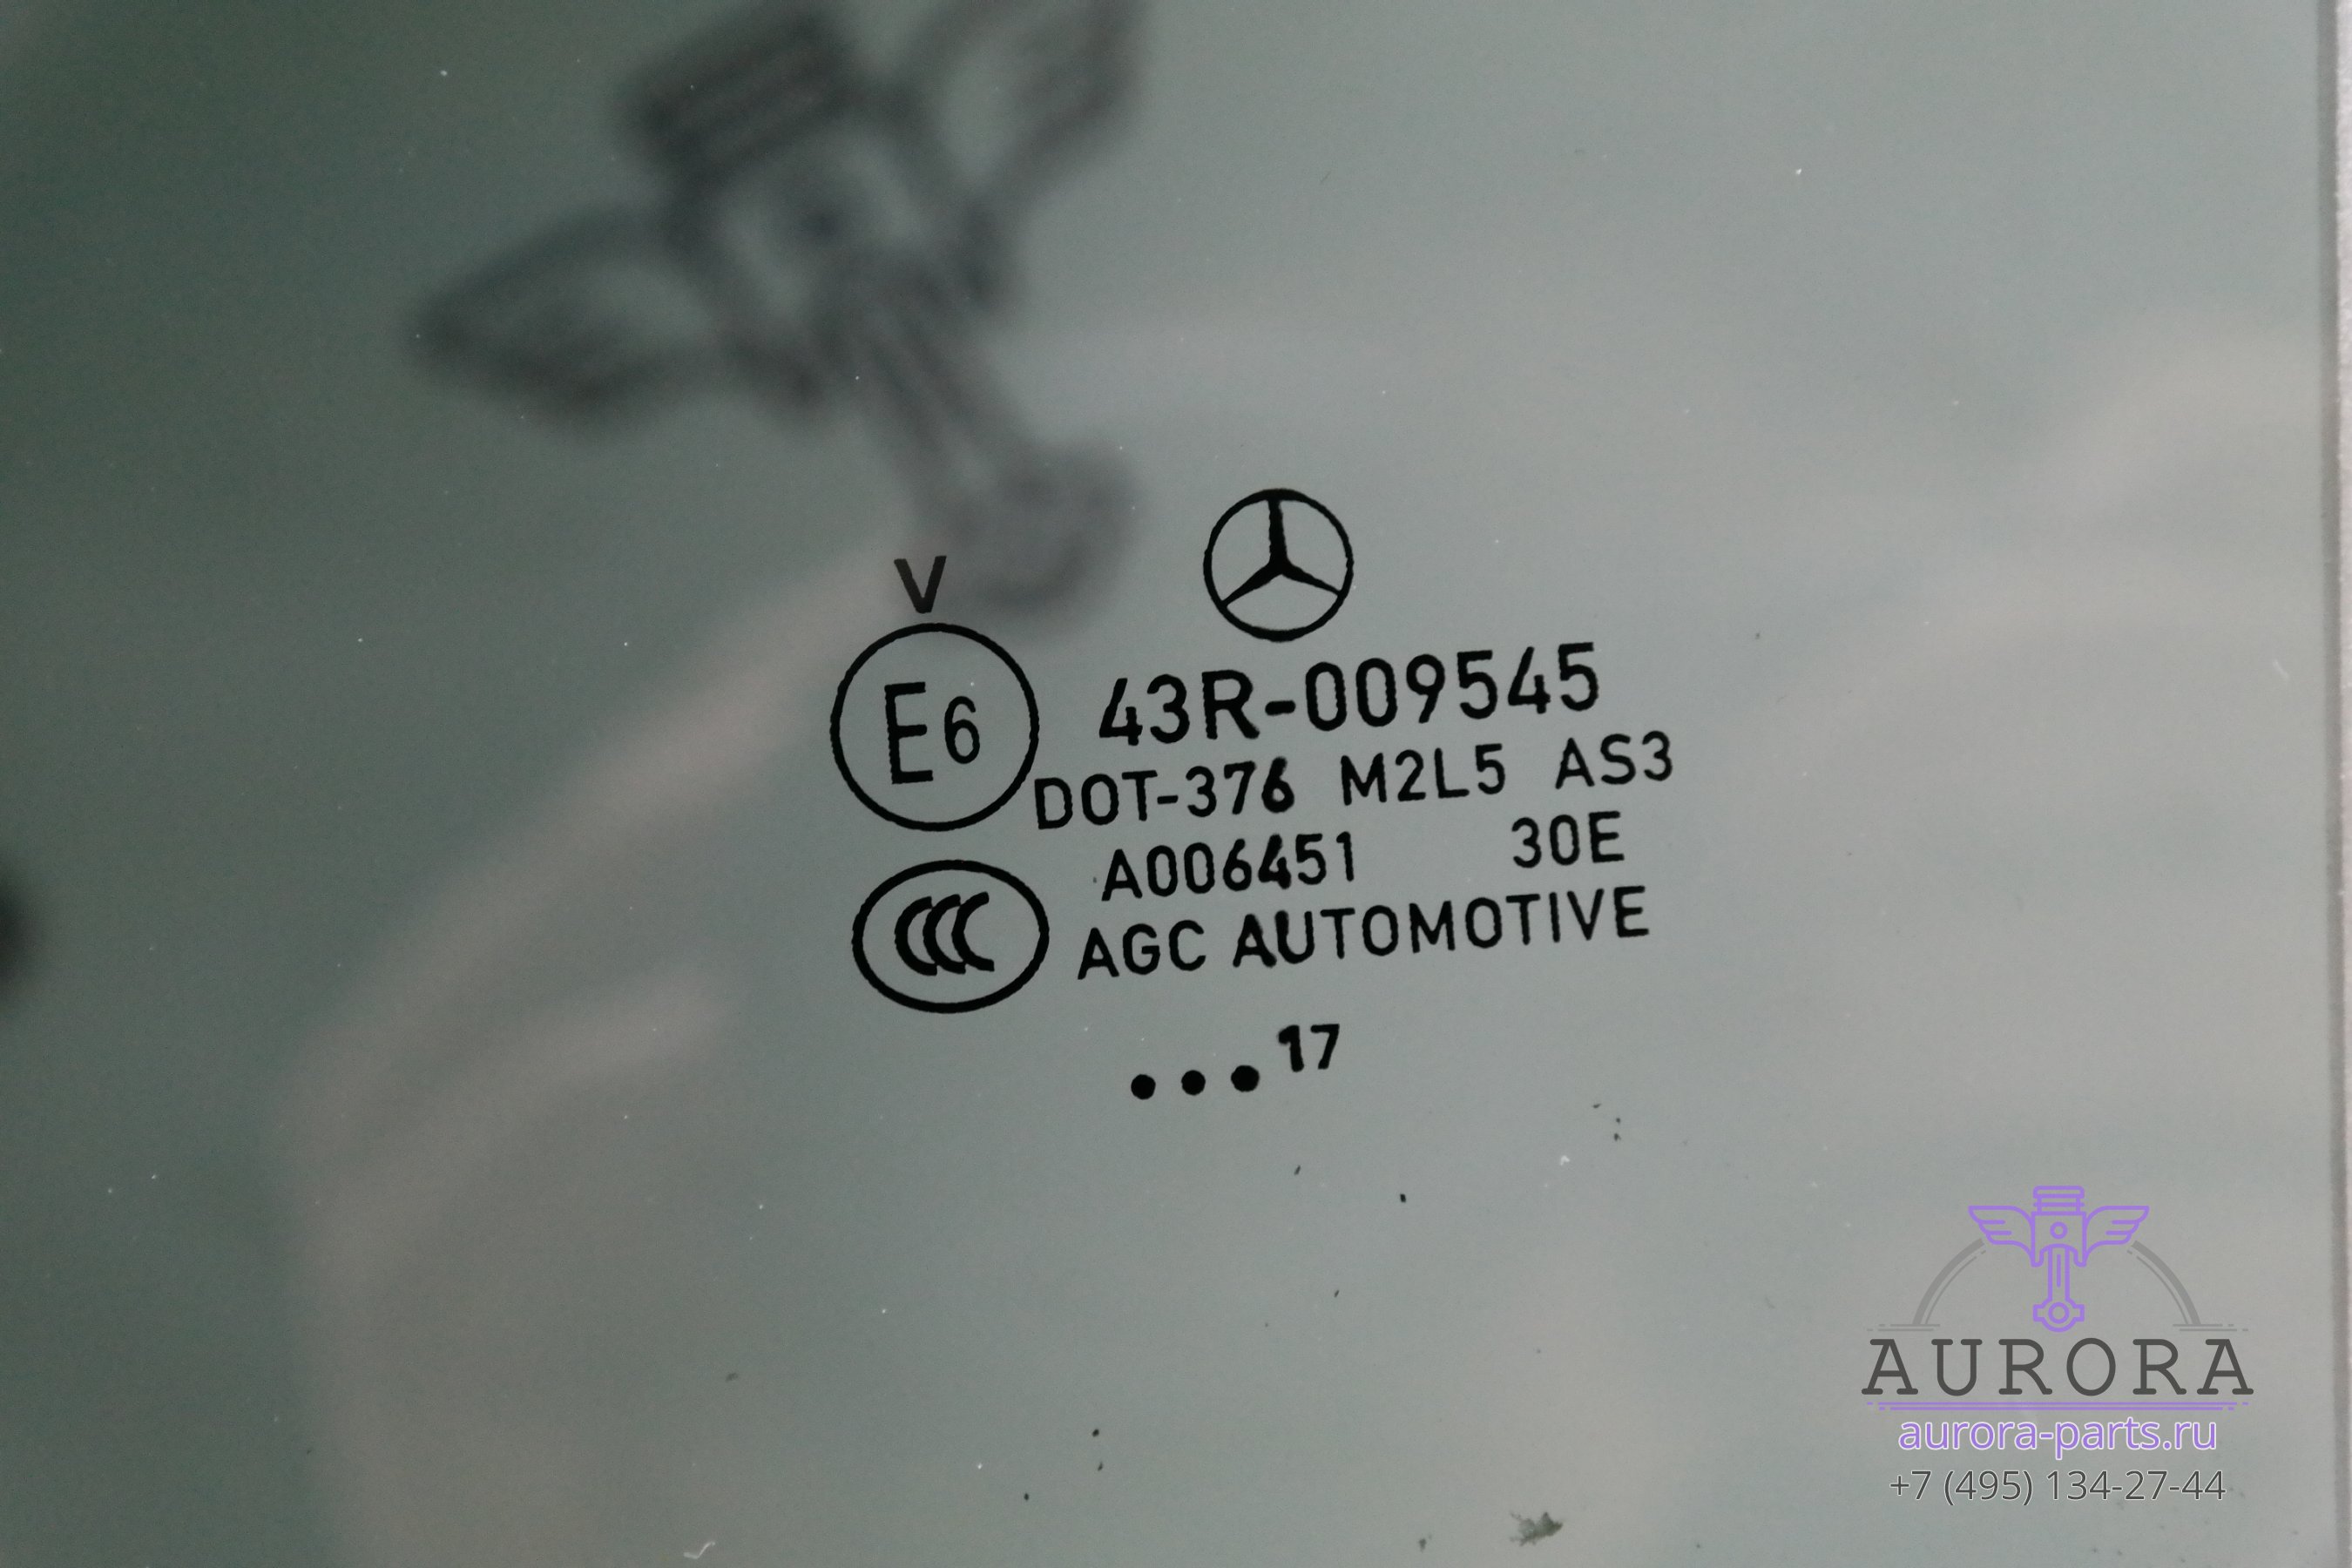 V
E6
43R-009545
DOT-376 M2L5 AS3
A006451 30E
CCC
AGC AUTOMOTIVE
...17
AURORA
aurora-parts.ru
+7 (495) 134-27-44